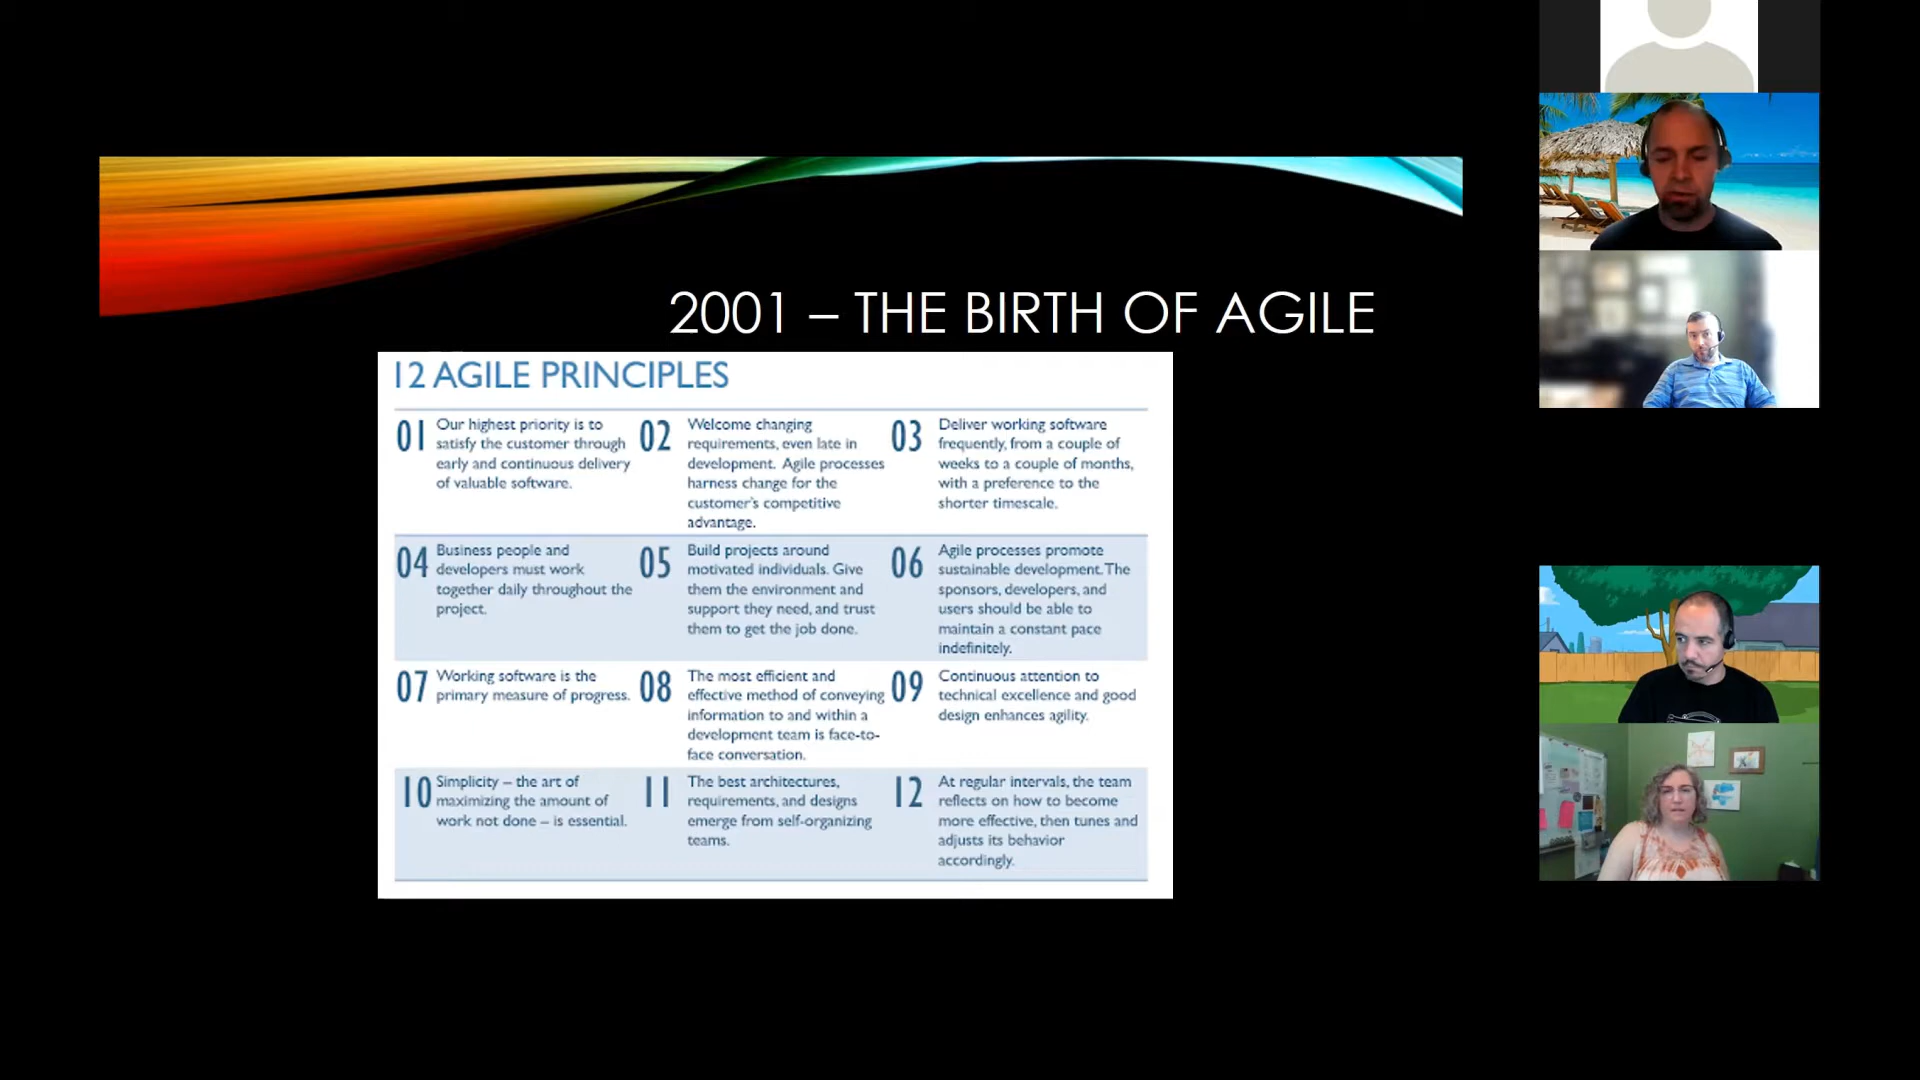 2001 – THE BIRTH OF AGILE
12 AGILE PRINCIPLES
01
Our highest priority is to
satisfy the customer through
early and continuous delivery
of valuable software.
02
Welcome changing
requirements, even late in
development. Agile processes
harness change for the
customer's competitive
advantage.
03
Deliver working software
frequently, from a couple of
weeks to a couple of months,
with a preference to the
shorter timescale.
04
Business people and
developers must work
together daily throughout the
project.
05
Build projects around
motivated individuals. Give
them the environment and
support they need, and trust
them to get the job done.
06
Agile processes promote
sustainable development. The
sponsors, developers, and
users should be able to
maintain a constant pace
indefinitely.
07
Working software is the
primary measure of progress.
08
The most efficient and
effective method of conveying
information to and within a
development team is face-to-
face conversation.
09
Continuous attention to
technical excellence and good
design enhances agility.
10
Simplicity – the art of
maximizing the amount of
work not done – is essential.
11
The best architectures,
requirements, and designs
emerge from self-organizing
teams.
12
At regular intervals, the team
reflects on how to become
more effective, then tunes and
adjusts its behavior
accordingly.